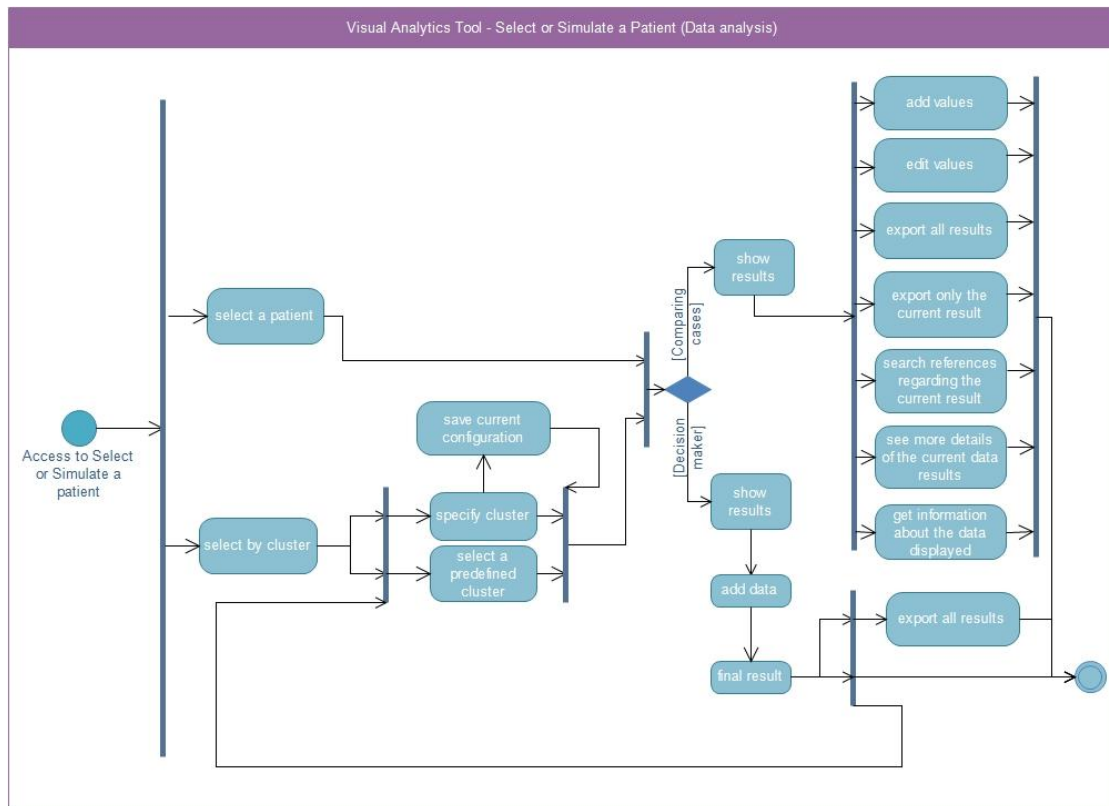 Visual Analytics Tool - Select or Simulate a Patient (Data analysis)
add values
edit values
export all results
show
results
[Comparing
cases]
export only the
current result
select a patient
search references
regarding the
current result
save current
configuration
Access to Select
or Simulate a
patient
[Decision
maker]
see more details
of the current data
results
show
results
specify cluster
get information
about the data
displayed
select by cluster
select a
predefined
cluster
add data
export all results
final result